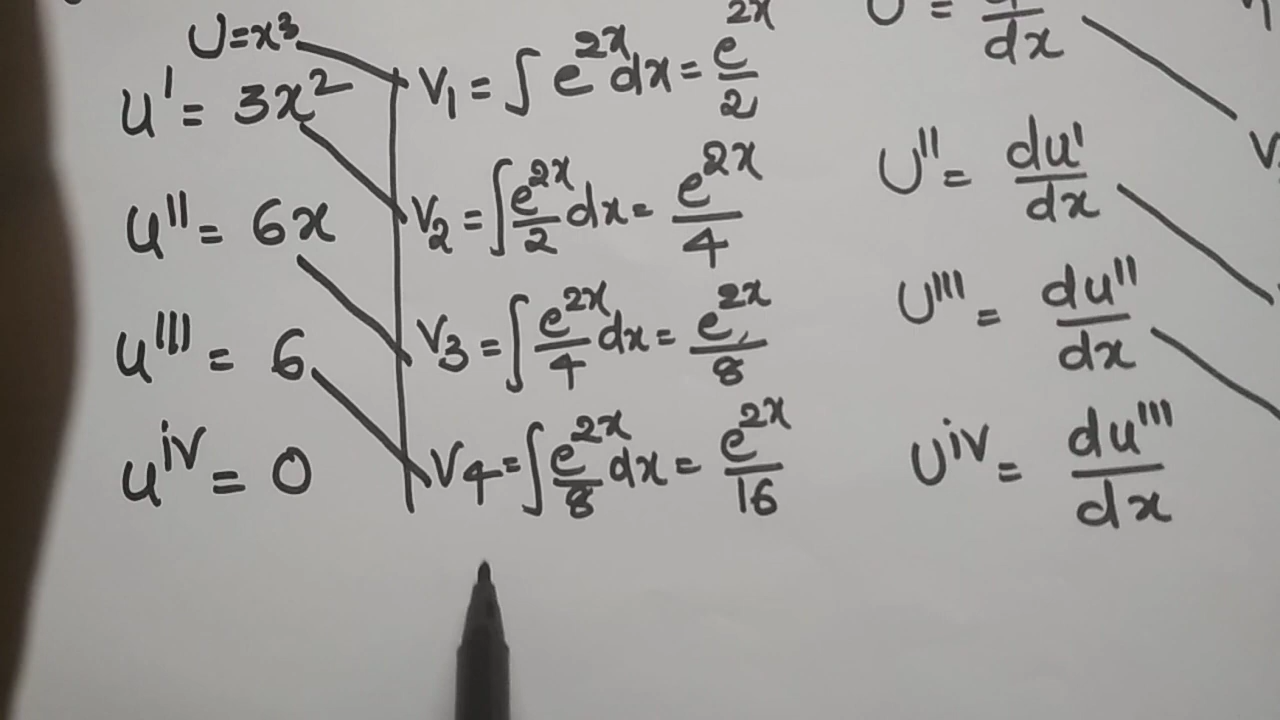 U=x³ V₁ = ∫ e^{2x} dx = e^{2x}/2
u' = 3x²
u'' = 6x V₂ = ∫ e^{2x}/2 dx = e^{2x}/4
u''' = 6 V₃ = ∫ e^{2x}/4 dx = e^{2x}/8
u^{iv} = 0 V₄ = ∫ e^{2x}/8 dx = e^{2x}/16
U'' = du'/dx
U''' = du''/dx
U^{iv} = du'''/dx